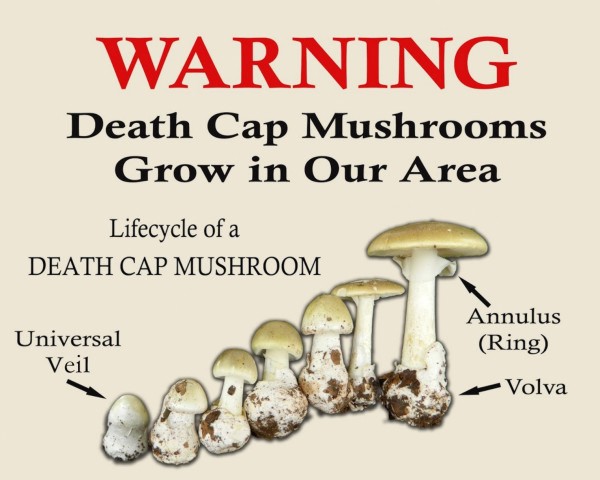 WARNING
Death Cap Mushrooms
Grow in Our Area
Lifecycle of a
DEATH CAP MUSHROOM
Universal
Veil
Annulus
(Ring)
Volva